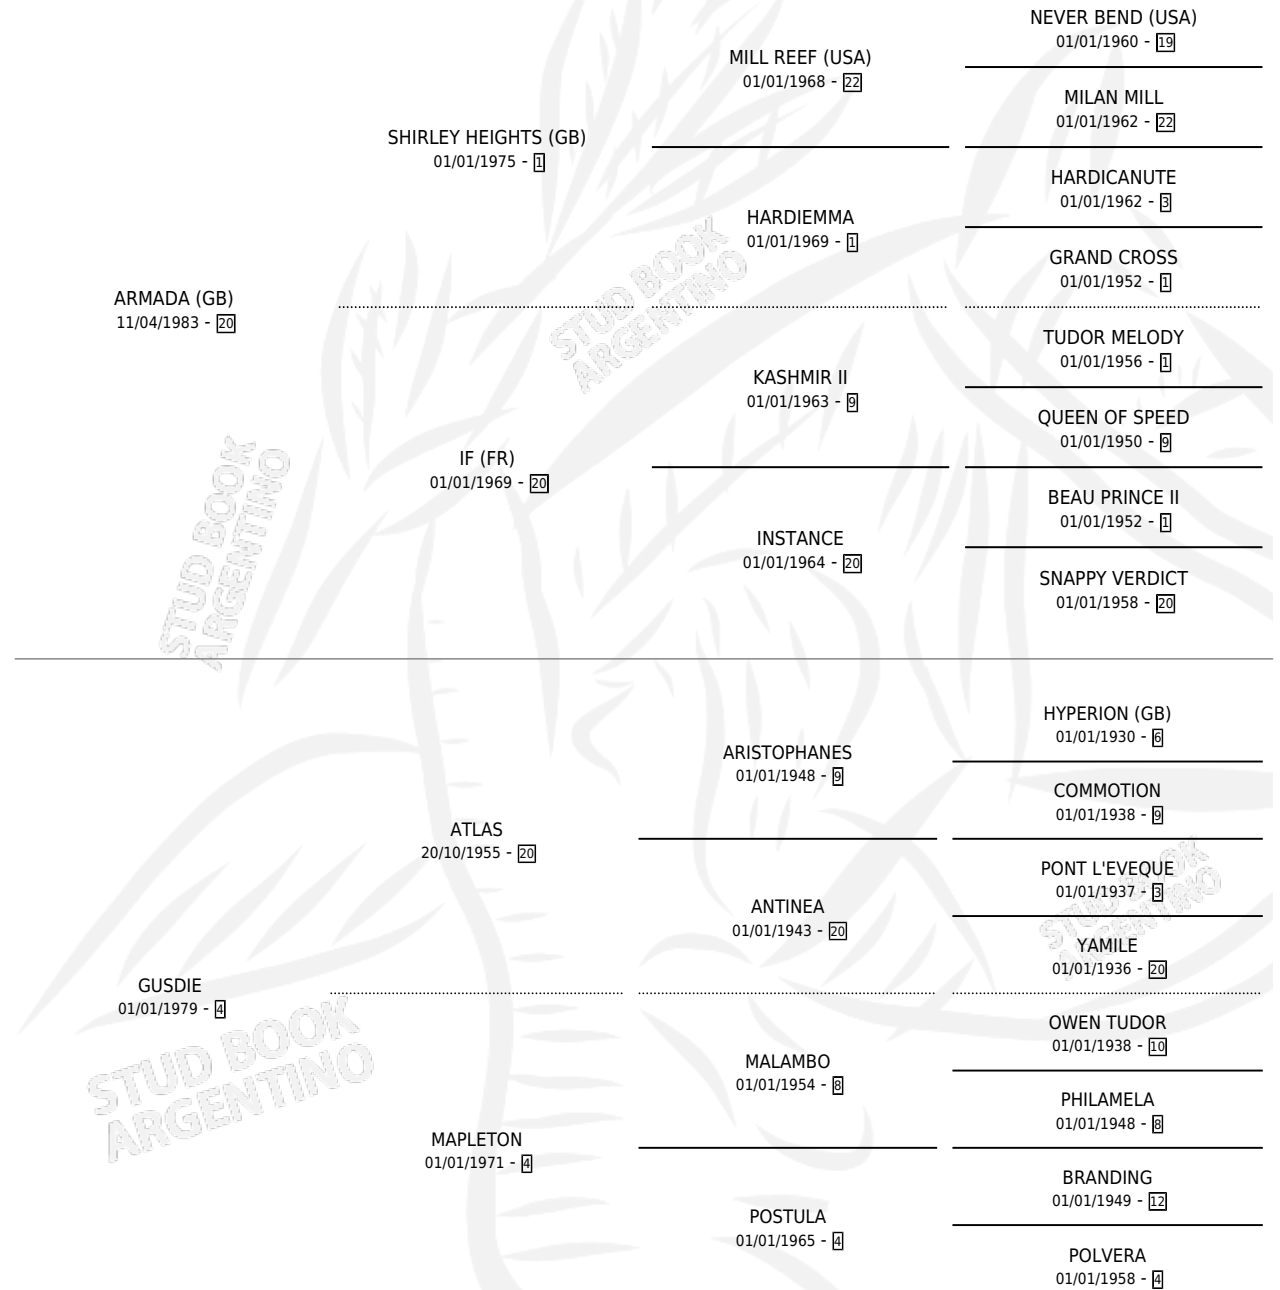 NEVER BEND (USA)
01/01/1960 - 19
MILL REEF (USA)
01/01/1968 - 22
MILAN MILL
01/01/1962 - 22
SHIRLEY HEIGHTS (GB)
01/01/1975 - 1
HARDICANUTE
01/01/1962 - 3
HARDIEMMA
01/01/1969 - 1
GRAND CROSS
01/01/1952 - 1
ARMADA (GB)
11/04/1983 - 20
TUDOR MELODY
01/01/1956 - 1
KASHMIR II
01/01/1963 - 9
QUEEN OF SPEED
01/01/1950 - 9
IF (FR)
01/01/1969 - 20
BEAU PRINCE II
01/01/1952 - 1
INSTANCE
01/01/1964 - 20
SNAPPY VERDICT
01/01/1958 - 20
HYPERION (GB)
01/01/1930 - 6
ARISTOPHANES
01/01/1948 - 9
COMMOTION
01/01/1938 - 9
ATLAS
20/10/1955 - 20
PONT L'EVEQUE
01/01/1937 - 3
ANTINEA
01/01/1943 - 20
YAMILE
01/01/1936 - 20
GUSDIE
01/01/1979 - 4
OWEN TUDOR
01/01/1938 - 10
MALAMBO
01/01/1954 - 8
PHILAMELA
01/01/1948 - 8
MAPLETON
01/01/1971 - 4
BRANDING
01/01/1949 - 12
POSTULA
01/01/1965 - 4
POLVERA
01/01/1958 - 4
STUD BOOK
ARGENTINO
STUD BOOK
ARGENTINO
STUD BOOK
ARGENTINO
STUD BOOK
ARGENTINO